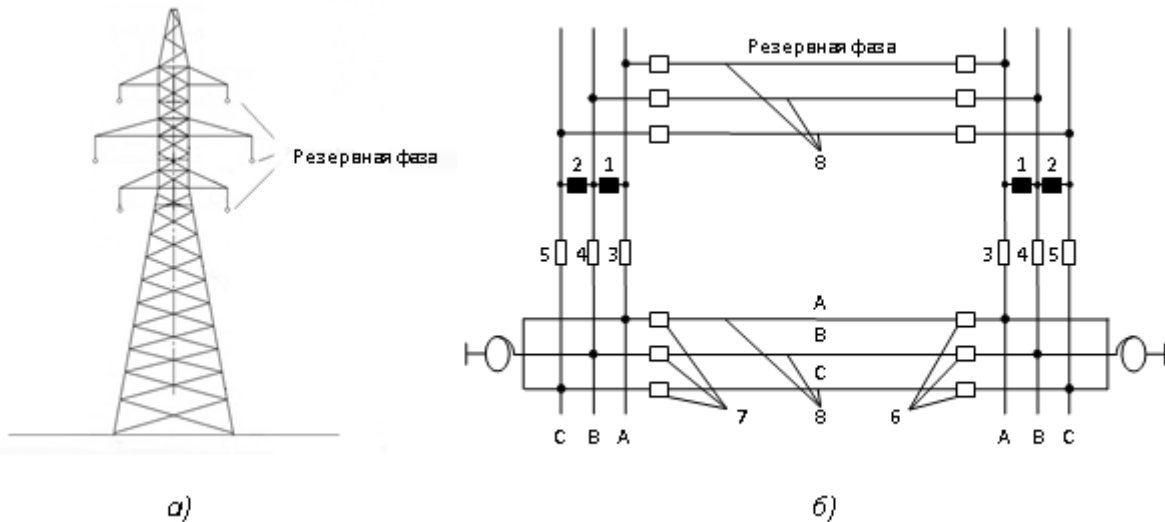 Резервная фаза
а)
Резервная фаза
8
2 1 1 2
5 4 3 3 4 5
A
B
C
7 8 6
C B A A B C
б)